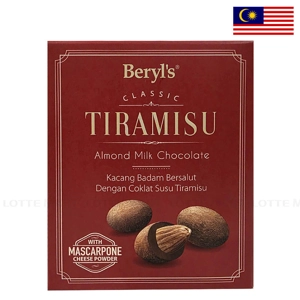 Beryl's
CLASSIC
TIRAMISU
Almond Milk Chocolate
Kacang Badam Bersalut
Dengan Coklat Susu Tiramisu
WITH
MASCARPONE
CHEESE POWDER